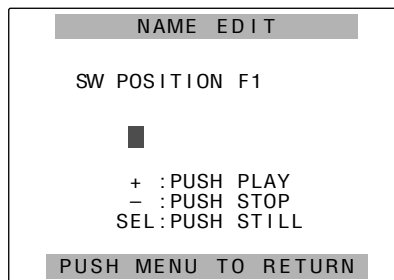 NAME EDIT
SW POSITION F1
+ :PUSH PLAY
– :PUSH STOP
SEL:PUSH STILL
PUSH MENU TO RETURN